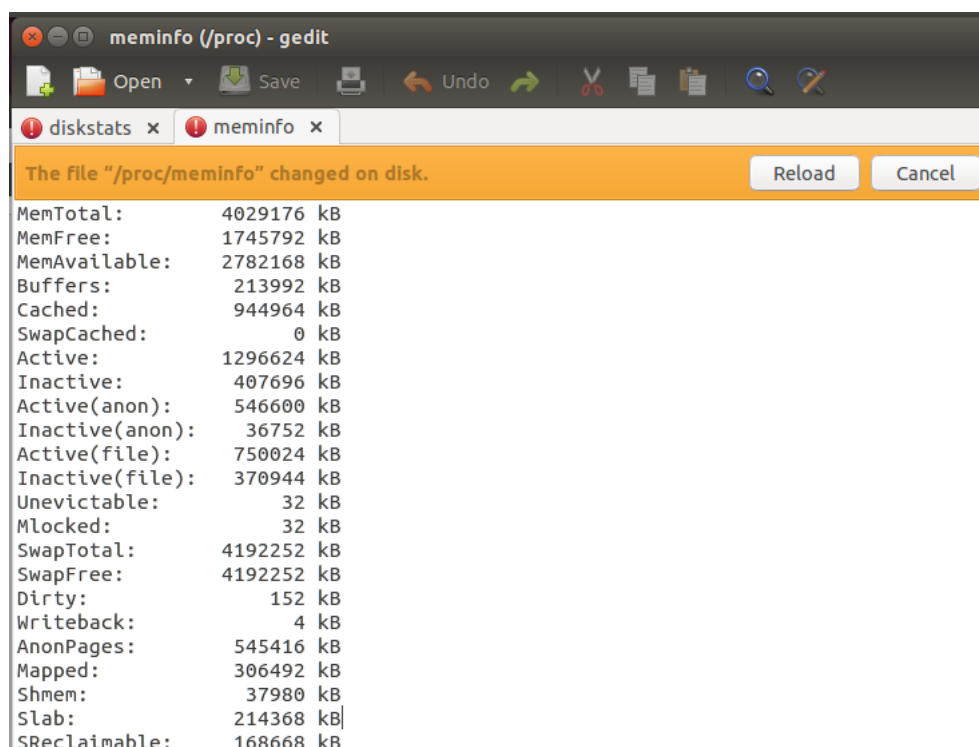 meminfo (/proc) - gedit
Open Save Undo
diskstats x meminfo x
The file “/proc/meminfo” changed on disk. Reload Cancel
MemTotal: 4029176 kB
MemFree: 1745792 kB
MemAvailable: 2782168 kB
Buffers: 213992 kB
Cached: 944964 kB
SwapCached: 0 kB
Active: 1296624 kB
Inactive: 407696 kB
Active(anon): 546600 kB
Inactive(anon): 36752 kB
Active(file): 750024 kB
Inactive(file): 370944 kB
Unevictable: 32 kB
Mlocked: 32 kB
SwapTotal: 4192252 kB
SwapFree: 4192252 kB
Dirty: 152 kB
Writeback: 4 kB
AnonPages: 545416 kB
Mapped: 306492 kB
Shmem: 37980 kB
Slab: 214368 kB
SReclaimable: 168668 kB